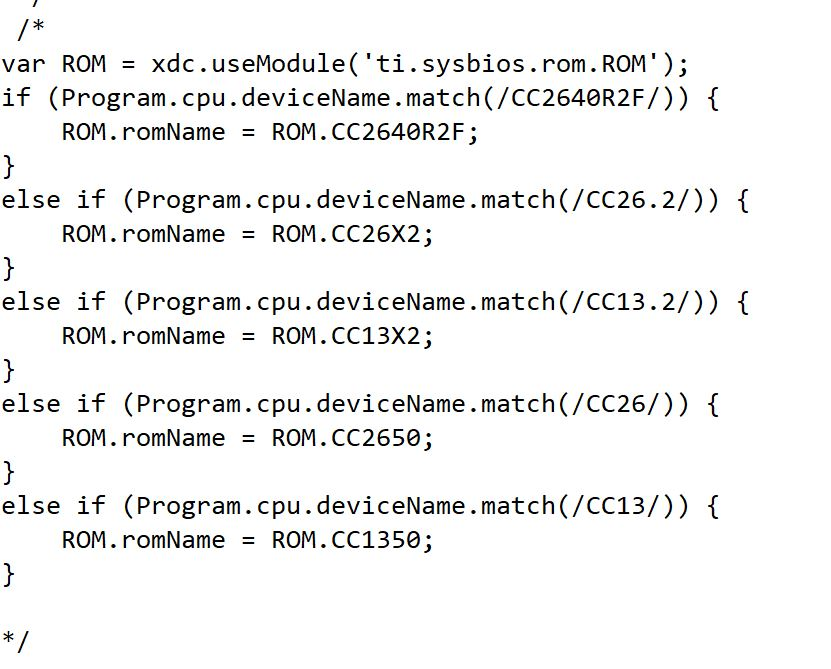 */
/*
var ROM = xdc.useModule('ti.sysbios.rom.ROM');
if (Program.cpu.deviceName.match(/CC2640R2F/)) {
    ROM.romName = ROM.CC2640R2F;
}
else if (Program.cpu.deviceName.match(/CC26.2/)) {
    ROM.romName = ROM.CC26X2;
}
else if (Program.cpu.deviceName.match(/CC13.2/)) {
    ROM.romName = ROM.CC13X2;
}
else if (Program.cpu.deviceName.match(/CC26/)) {
    ROM.romName = ROM.CC2650;
}
else if (Program.cpu.deviceName.match(/CC13/)) {
    ROM.romName = ROM.CC1350;
}

*/